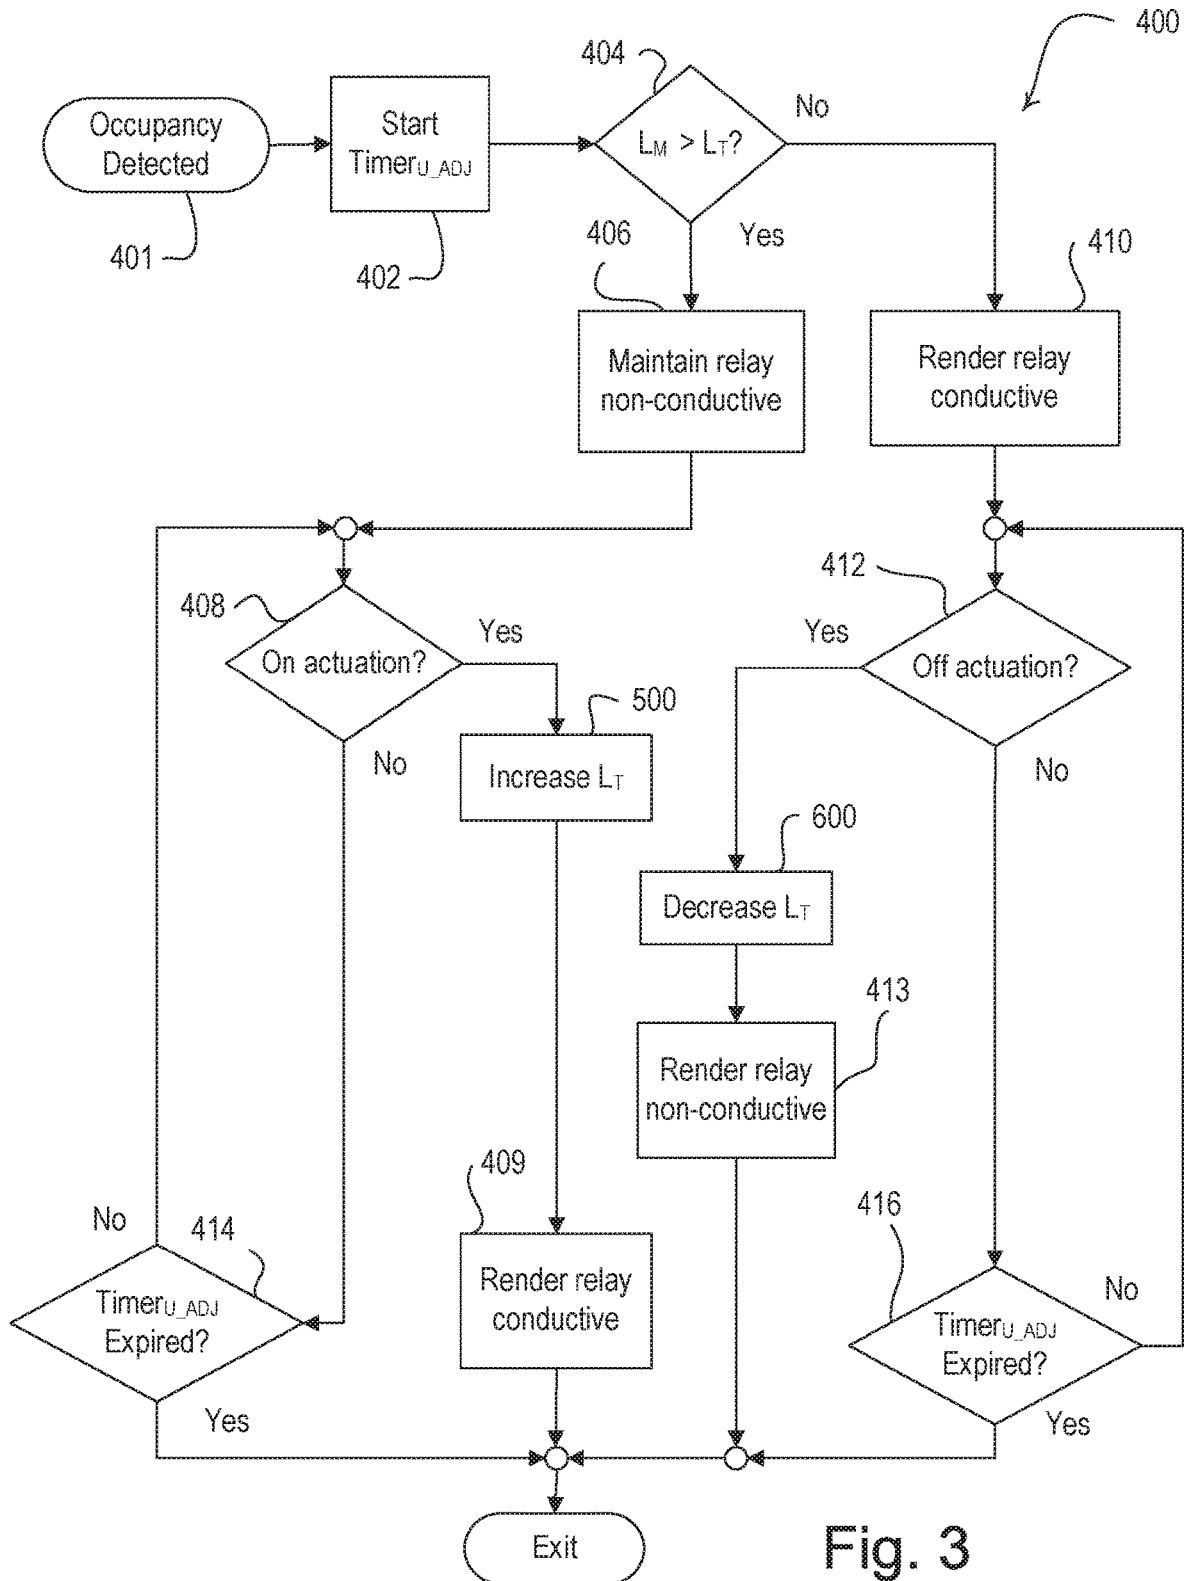 400
404
Occupancy
Detected
401
Start
TimerU_ADJ
402
LM > LT?
No
Yes
406
410
Maintain relay
non-conductive
Render relay
conductive
408
On actuation?
Yes
No
412
Yes
Off actuation?
No
500
Increase LT
600
Decrease LT
413
Render relay
non-conductive
409
Render relay
conductive
No
414
TimerU_ADJ
Expired?
Yes
416
TimerU_ADJ
Expired?
No
Yes
Exit
Fig. 3